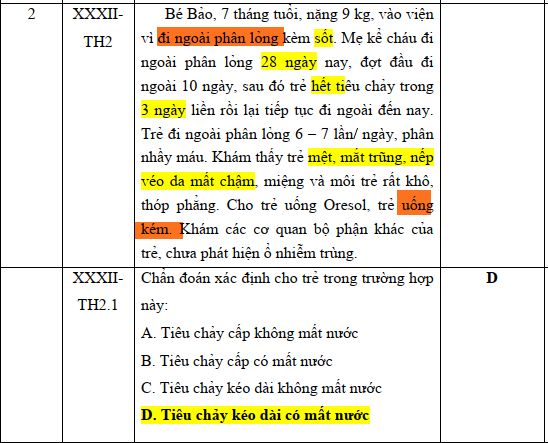 2
XXXII-
TH2
Bé Bảo, 7 tháng tuổi, nặng 9 kg, vào viện
vì đi ngoài phân lỏng kèm sốt. Mẹ kể cháu đi
ngoài phân lỏng 28 ngày nay, đợt đầu đi
ngoài 10 ngày, sau đó trẻ hết tiêu chảy trong
3 ngày liền rồi lại tiếp tục đi ngoài đến nay.
Trẻ đi ngoài phân lỏng 6 – 7 lần/ ngày, phân
nhầy máu. Khám thấy trẻ mệt, mắt trũng, nếp
véo da mất chậm, miệng và môi trẻ rất khô,
thóp phẳng. Cho trẻ uống Oresol, trẻ uống
kém. Khám các cơ quan bộ phận khác của
trẻ, chưa phát hiện ổ nhiễm trùng.
XXXII-
TH2.1
Chẩn đoán xác định cho trẻ trong trường hợp
này:
A. Tiêu chảy cấp không mất nước
B. Tiêu chảy cấp có mất nước
C. Tiêu chảy kéo dài không mất nước
D. Tiêu chảy kéo dài có mất nước
D